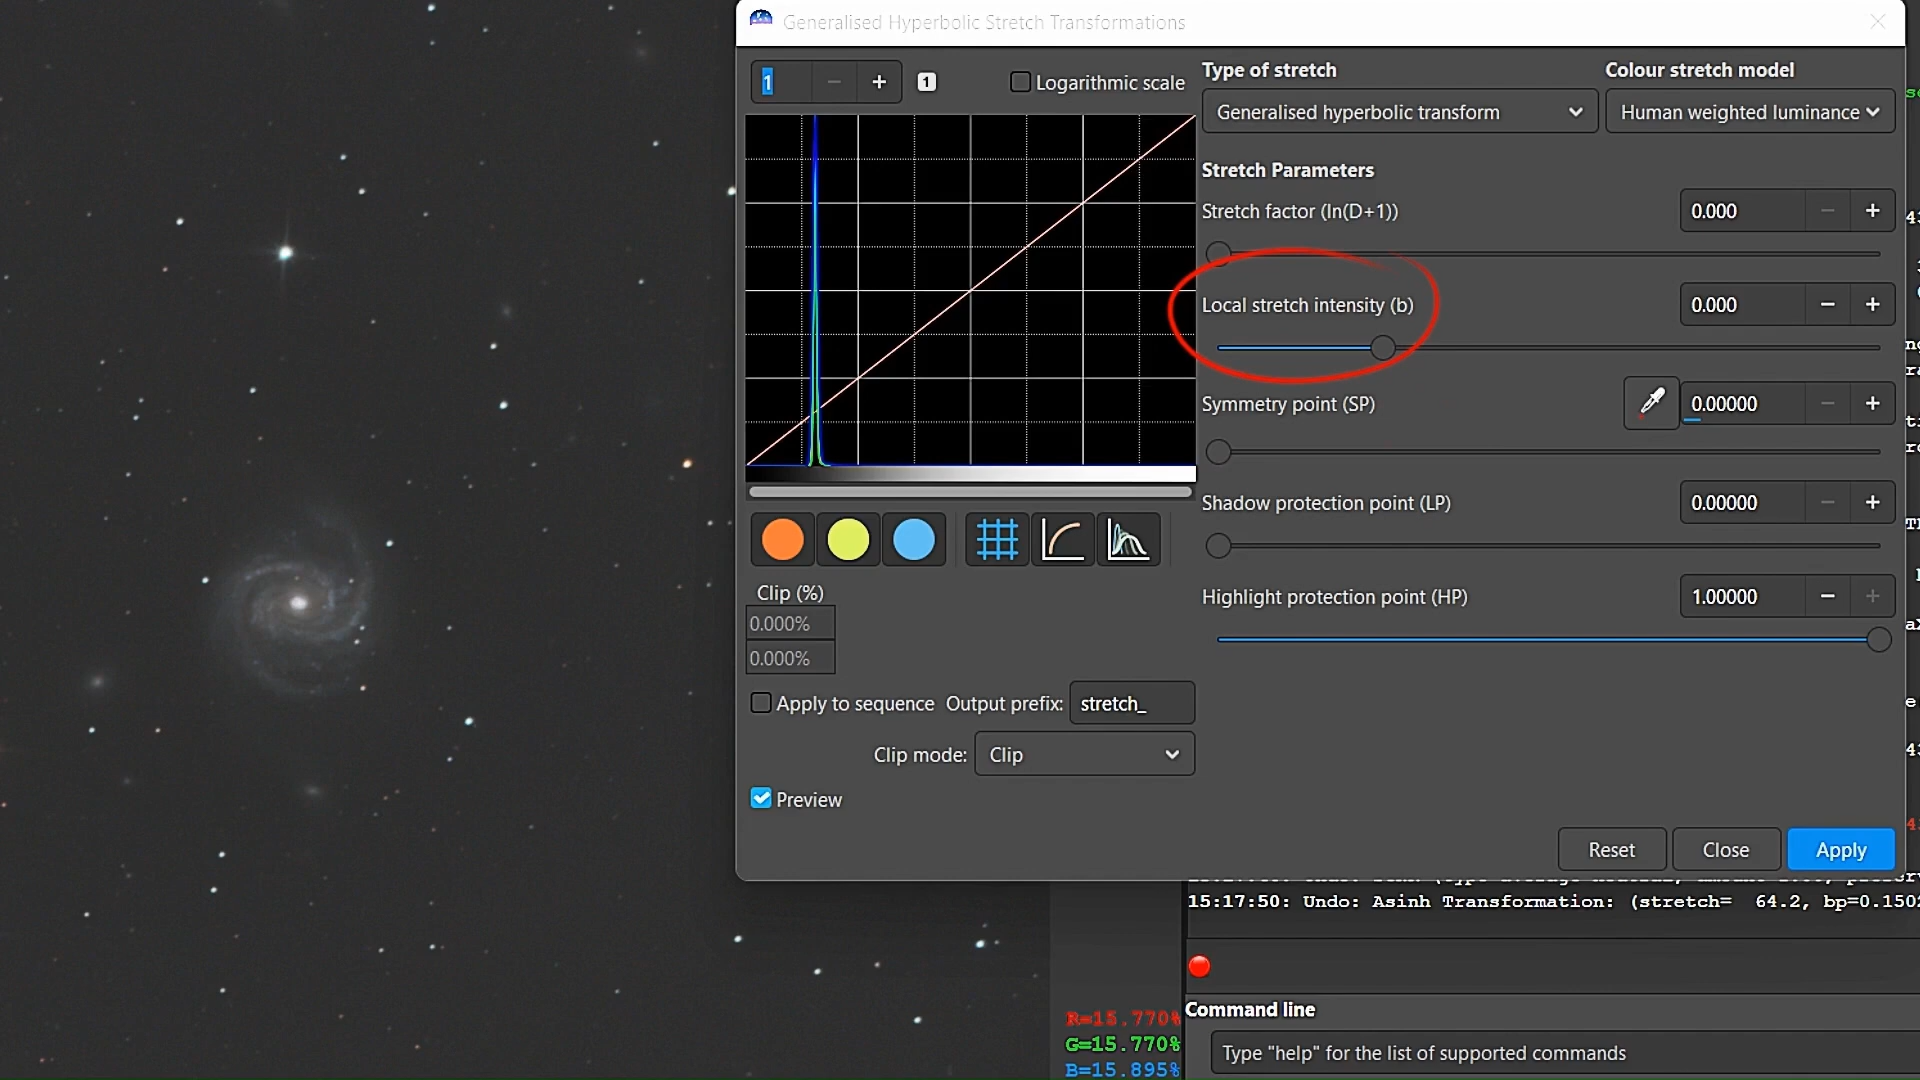 Generalised Hyperbolic Stretch Transformations
1
1
Logarithmic scale
Type of stretch
Colour stretch model
Generalised hyperbolic transform
Human weighted luminance
Stretch Parameters
Stretch factor (ln(D+1))
0.000
Local stretch intensity (b)
0.000
Symmetry point (SP)
0.00000
Shadow protection point (LP)
0.00000
Highlight protection point (HP)
1.00000
Clip (%)
0.000%
0.000%
Apply to sequence
Output prefix:
stretch_
Clip mode:
Clip
Preview
Reset
Close
Apply
15:17:50: Undo: Asinh Transformation: (stretch=  64.2, bp=0.1502
R=15.770%
G=15.770%
B=15.895%
Command line
Type "help" for the list of supported commands